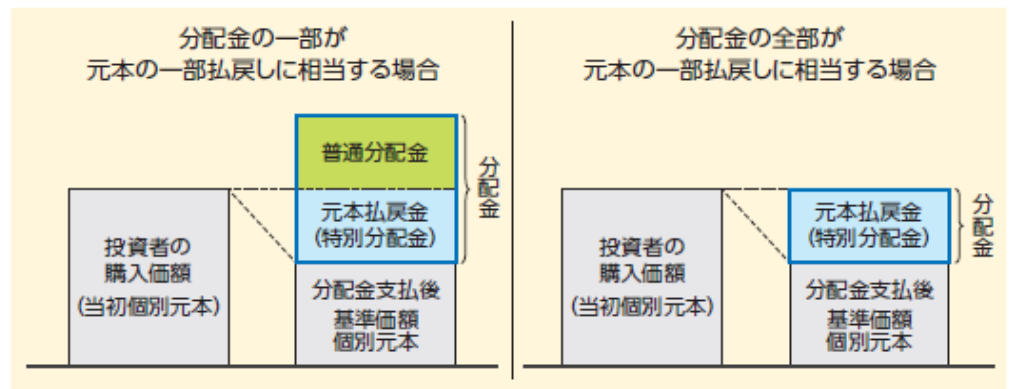 分配金の一部が
元本の一部払戻しに相当する場合
普通分配金
元本払戻金
(特別分配金)
分配金
投資者の
購入価額
(当初個別元本)
分配金支払後
基準価額
個別元本
分配金の全部が
元本の一部払戻しに相当する場合
元本払戻金
(特別分配金)
分配金
投資者の
購入価額
(当初個別元本)
分配金支払後
基準価額
個別元本